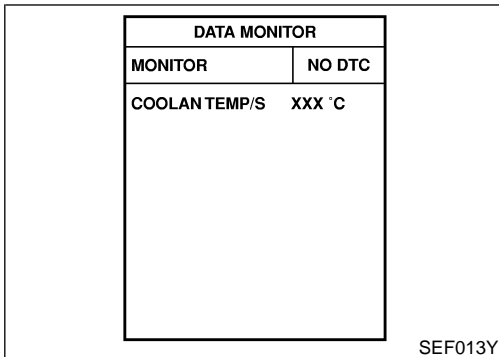 DATA MONITOR
MONITOR NO DTC
COOLAN TEMP/S XXX °C
SEF013Y